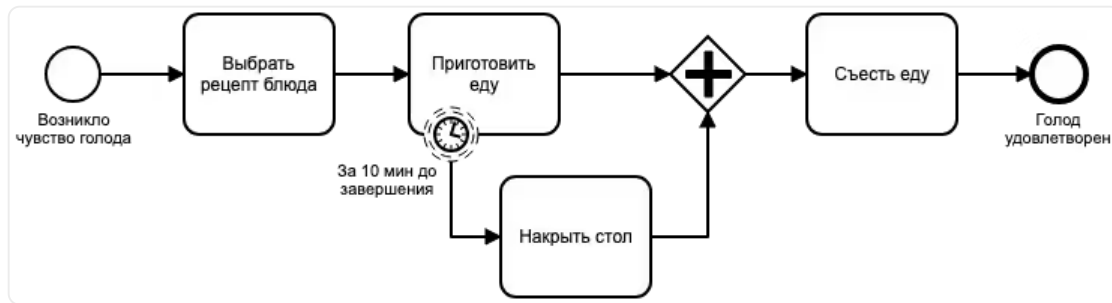 Возникло
чувство голода
Выбрать
рецепт блюда
Приготовить
еду
За 10 мин до
завершения
Накрыть стол
Съесть еду
Голод
удовлетворен